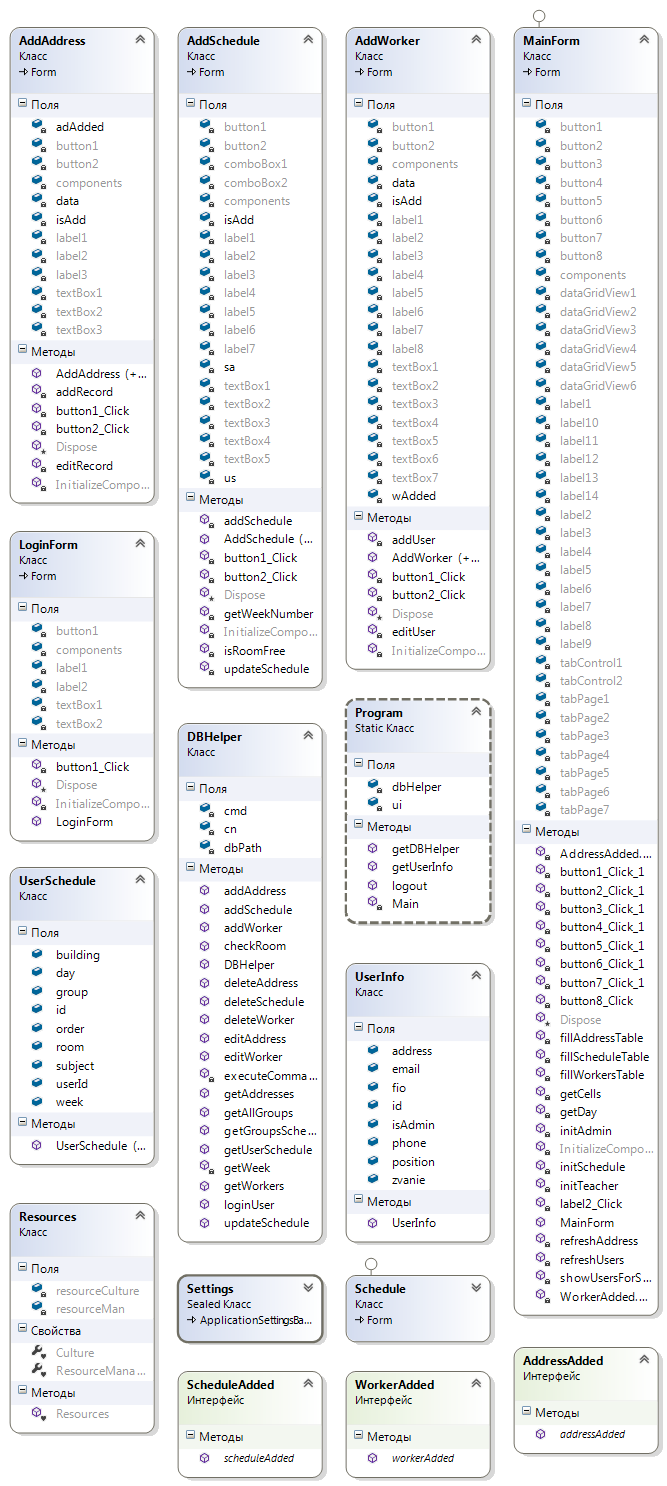 AddAddress
Класс
Form
Поля
adAdded
button1
button2
components
data
isAdd
label1
label2
label3
textBox1
textBox2
textBox3
Методы
AddAddress (+...
addRecord
button1_Click
button2_Click
Dispose
editRecord
InitializeCompo...
LoginForm
Класс
Form
Поля
button1
components
label1
label2
textBox1
textBox2
Методы
button1_Click
Dispose
InitializeCompo...
LoginForm
UserSchedule
Класс
Поля
building
day
group
id
order
room
subject
userId
week
Методы
UserSchedule (...
Resources
Класс
Поля
resourceCulture
resourceMan
Свойства
Culture
ResourceMana...
Методы
Resources
AddSchedule
Класс
Form
Поля
button1
button2
comboBox1
comboBox2
components
isAdd
label1
label2
label3
label4
label5
label6
label7
sa
textBox1
textBox2
textBox3
textBox4
textBox5
us
Методы
addSchedule
AddSchedule (...
button1_Click
button2_Click
Dispose
getWeekNumber
InitializeCompo...
isRoomFree
updateSchedule
DBHelper
Класс
Поля
cmd
cn
dbPath
Методы
addAddress
addSchedule
addWorker
checkRoom
DBHelper
deleteAddress
deleteSchedule
deleteWorker
editAddress
editWorker
executeComma...
getAddresses
getAllGroups
getGroupsSche...
getUserSchedule
getWeek
getWorkers
loginUser
updateSchedule
Settings
Sealed Класс
ApplicationSettingsBa...
ScheduleAdded
Интерфейс
Методы
scheduleAdded
AddWorker
Класс
Form
Поля
button1
button2
components
data
isAdd
label1
label2
label3
label4
label5
label6
label7
label8
textBox1
textBox2
textBox3
textBox4
textBox5
textBox6
textBox7
wAdded
Методы
addUser
AddWorker (+...
button1_Click
button2_Click
Dispose
editUser
InitializeCompo...
Program
Static Класс
Поля
dbHelper
ui
Методы
getDBHelper
getUserInfo
logout
Main
UserInfo
Класс
Поля
address
email
fio
id
isAdmin
phone
position
zvanie
Методы
UserInfo
Schedule
Класс
Form
WorkerAdded
Интерфейс
Методы
workerAdded
MainForm
Класс
Form
Поля
button1
button2
button3
button4
button5
button6
button7
button8
components
dataGridView1
dataGridView2
dataGridView3
dataGridView4
dataGridView5
dataGridView6
label1
label10
label11
label12
label13
label14
label2
label3
label4
label5
label6
label7
label8
label9
tabControl1
tabControl2
tabPage1
tabPage2
tabPage3
tabPage4
tabPage5
tabPage6
tabPage7
Методы
AddressAdded....
button1_Click_1
button2_Click_1
button3_Click_1
button4_Click_1
button5_Click_1
button6_Click_1
button7_Click_1
button8_Click
Dispose
fillAddressTable
fillScheduleTable
fillWorkersTable
getCells
getDay
initAdmin
InitializeCompo...
initSchedule
initTeacher
label2_Click
MainForm
refreshAddress
refreshUsers
showUsersForS...
WorkerAdded....
AddressAdded
Интерфейс
Методы
addressAdded